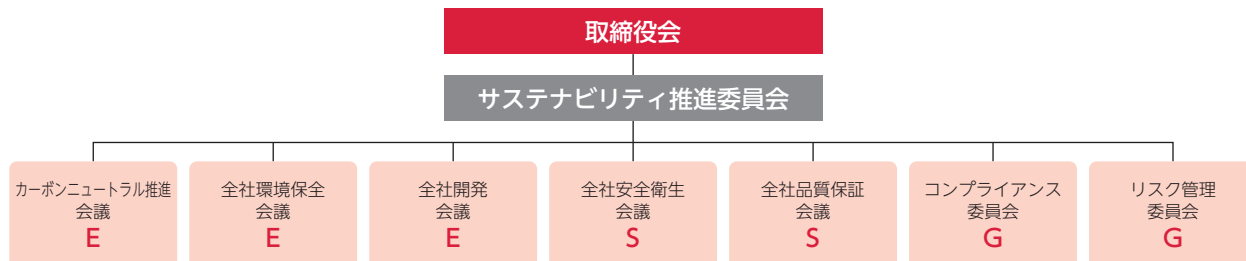 取締役会
サステナビリティ推進委員会
カーボンニュートラル推進
会議
E
全社環境保全
会議
E
全社開発
会議
E
全社安全衛生
会議
S
全社品質保証
会議
S
コンプライアンス
委員会
G
リスク管理
委員会
G